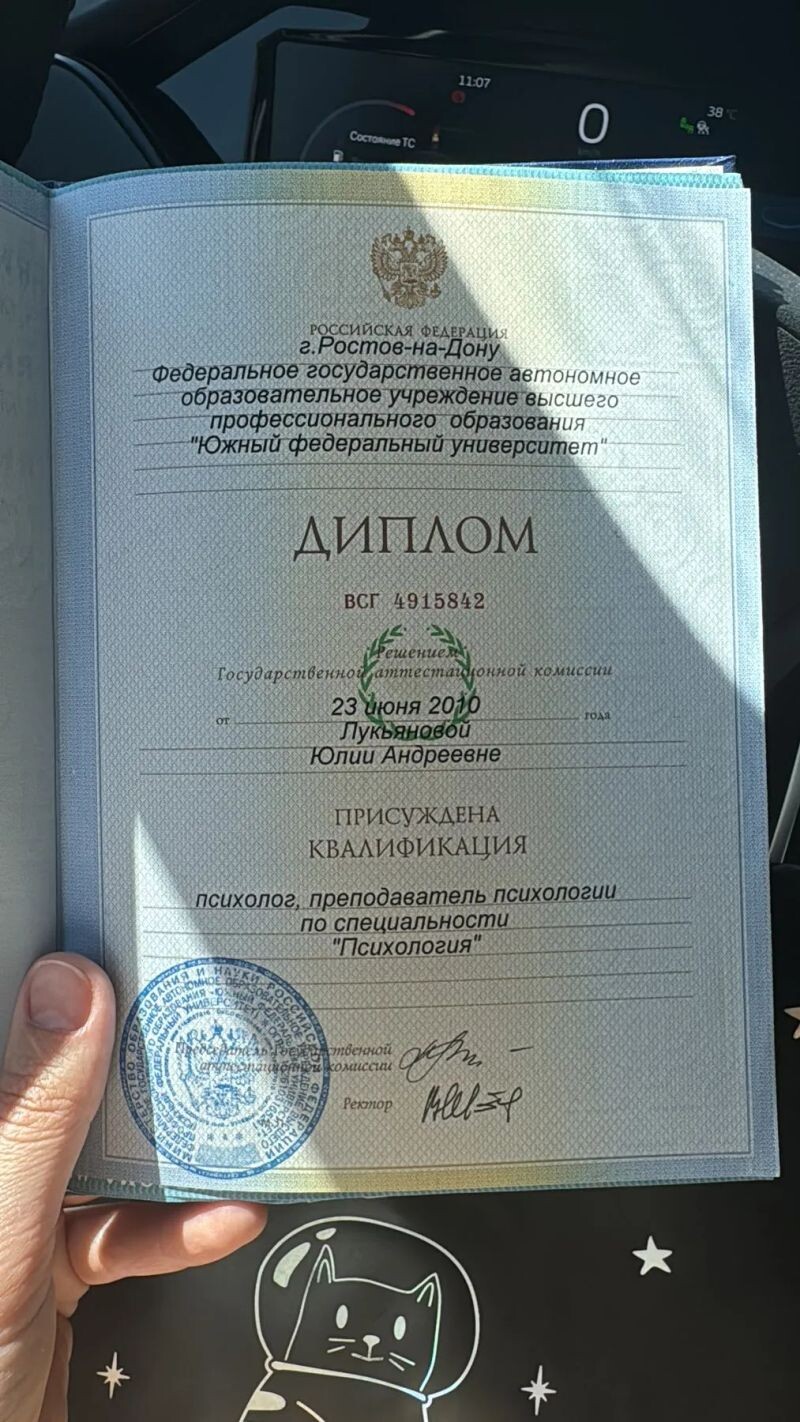 11:07
0
38 °C
Состояние ТС
РОССИЙСКАЯ ФЕДЕРАЦИЯ
г.Ростов-на-Дону
Федеральное государственное автономное
образовательное учреждение высшего
профессионального образования
"Южный федеральный университет"
ДИПЛОМ
ВСГ 4915842
Решением
Государственной аттестационной комиссии
от 23 июня 2010 года
Лукьяновой
Юлии Андреевне
ПРИСУЖДЕНА
КВАЛИФИКАЦИЯ
психолог, преподаватель психологии
по специальности
"Психология"
Председатель Государственной
аттестационной комиссии
Ректор